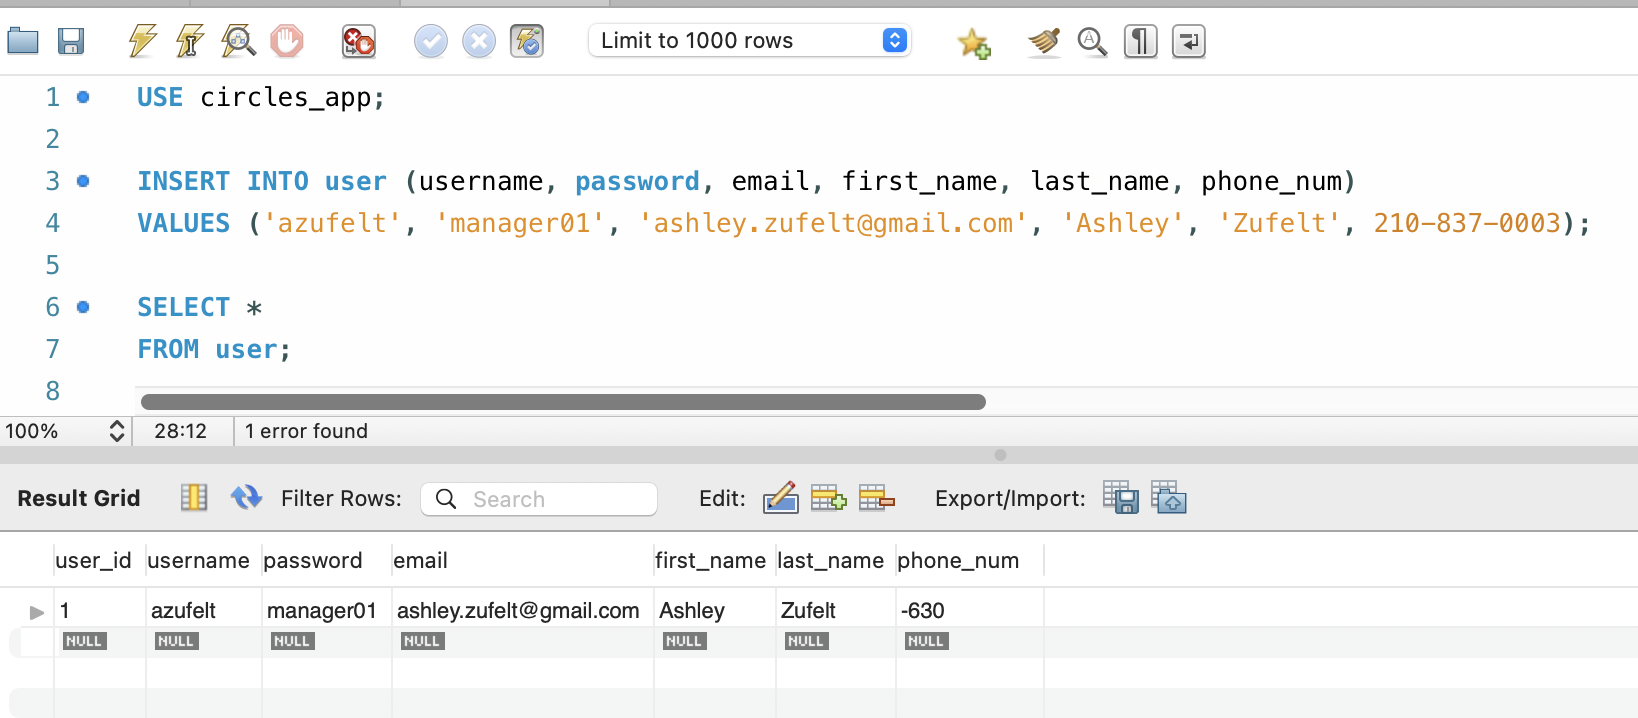 Limit to 1000 rows
1 USE circles_app;
2
3 INSERT INTO user (username, password, email, first_name, last_name, phone_num)
4 VALUES ('azufelt', 'manager01', 'ashley.zufelt@gmail.com', 'Ashley', 'Zufelt', 210-837-0003);
5
6 SELECT *
7 FROM user;
8
100% 28:12 1 error found
Result Grid Filter Rows: Search Edit: Export/Import:
user_id username password email first_name last_name phone_num
1 azufelt manager01 ashley.zufelt@gmail.com Ashley Zufelt -630
NULL NULL NULL NULL NULL NULL NULL